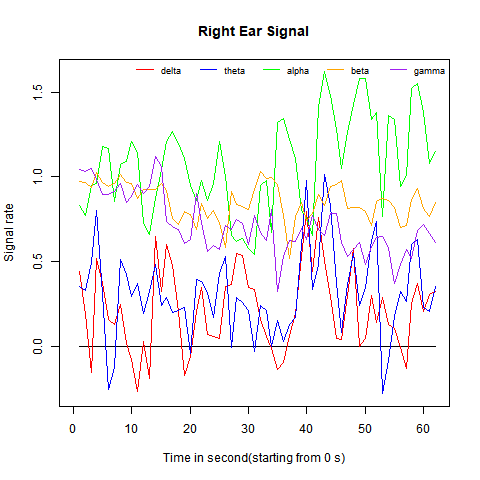 Right Ear Signal
delta theta alpha beta gamma
Signal rate
1.5
1.0
0.5
0.0
0 10 20 30 40 50 60
Time in second(starting from 0 s)